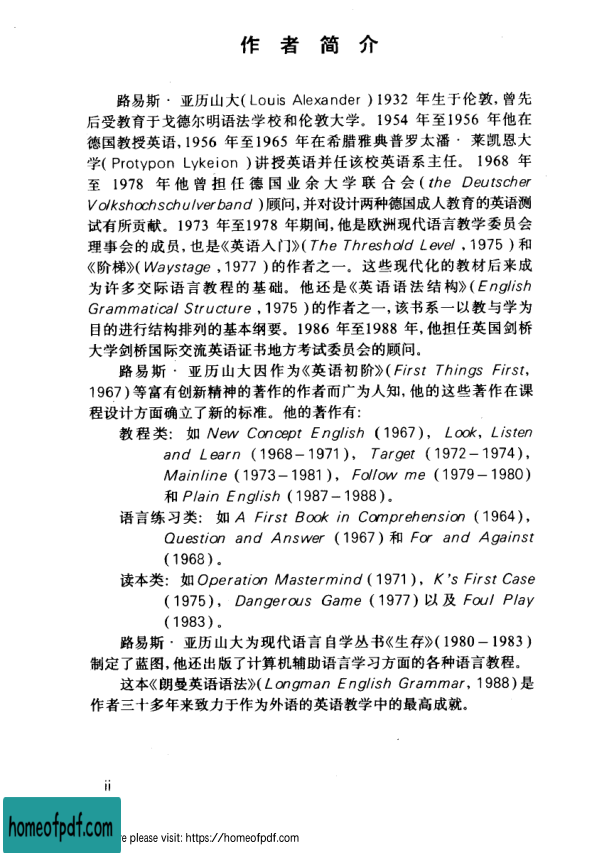 作者简介
路易斯·亚历山大(Louis Alexander)1932 年生于伦敦,曾先
后受教育于戈德尔明语法学校和伦敦大学。1954 年至1956 年他在
德国教授英语,1956 年至1965 年在希腊雅典普罗太潘·莱凯恩大
学(Protypon Lykeion)讲授英语并任该校英语系主任。1968 年
至 1978 年他曾担任德国业余大学联合会(the Deutscher
Volkshochschulverband)顾问,并对设计两种德国成人教育的英语测
试有所贡献。1973 年至1978 年期间,他是欧洲现代语言教学委员会
理事会的成员,也是《英语入门》(The Threshold Level,1975)和
《阶梯》(Waystage,1977)的作者之一。这些现代化的教材后来成
为许多交际语言教程的基础。他还是《英语语法结构》(English
Grammatical Structure,1975)的作者之一,该书系一以教与学为
目的进行结构排列的基本纲要。1986 年至1988 年,他担任英国剑桥
大学剑桥国际交流英语证书地方考试委员会的顾问。
路易斯·亚历山大因作为《英语初阶》(First Things First,
1967)等富有创新精神的著作的作者而广为人知,他的这些著作在课
程设计方面确立了新的标准。他的著作有:
教程类: 如 New Concept English (1967), Look, Listen
and Learn (1968–1971), Target (1972–1974),
Mainline (1973–1981), Follow me (1979–1980)
和 Plain English (1987–1988)。
语言练习类: 如 A First Book in Comprehension (1964),
Question and Answer (1967) 和 For and Against
(1968)。
读本类: 如 Operation Mastermind (1971), K's First Case
(1975), Dangerous Game (1977) 以及 Foul Play
(1983)。
路易斯·亚历山大为现代语言自学丛书《生存》(1980–1983)
制定了蓝图,他还出版了计算机辅助语言学习方面的各种语言教程。
这本《朗曼英语语法》(Longman English Grammar, 1988)是
作者三十多年来致力于作为外语的英语教学中的最高成就。
ii
homeofpdf.com
re please visit: https://homeofpdf.com